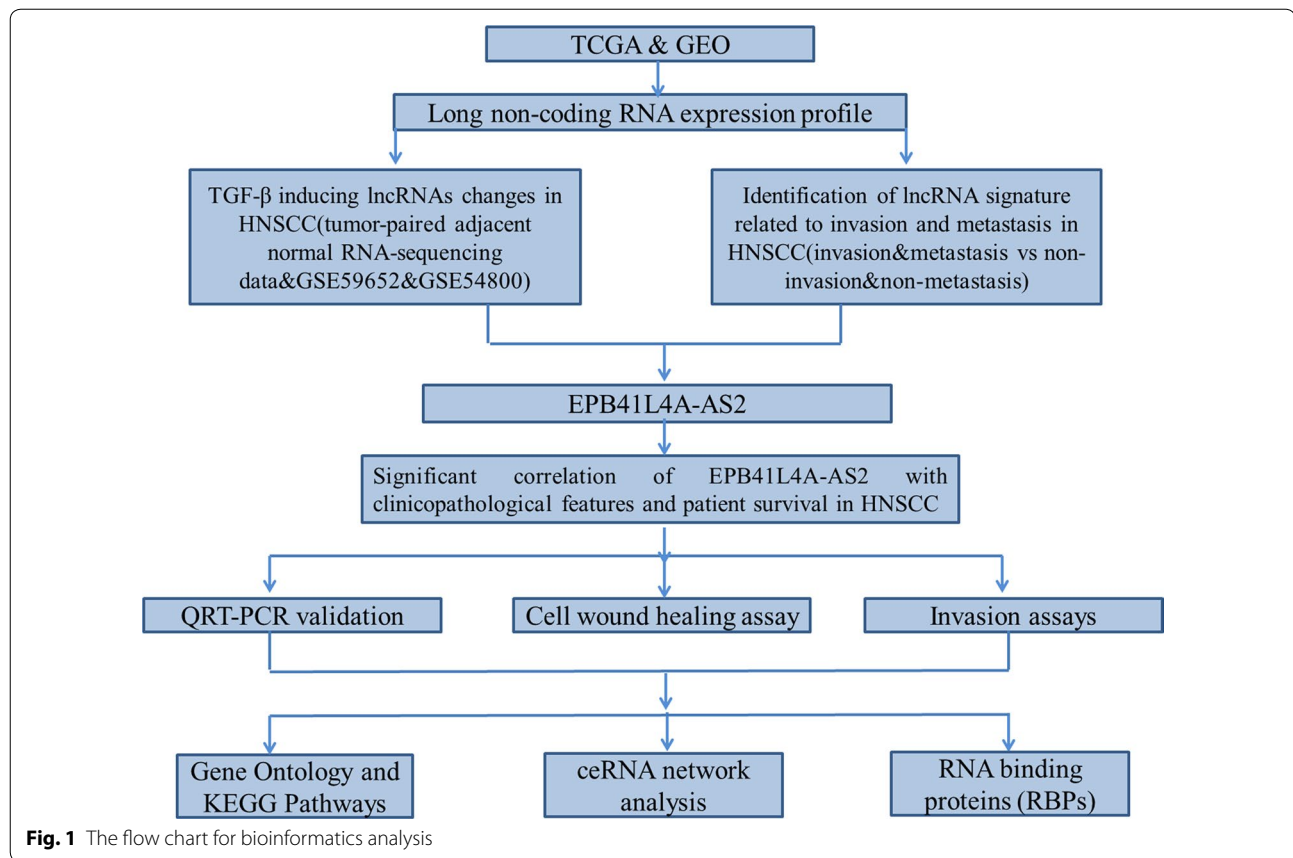 TCGA & GEO
Long non-coding RNA expression profile
TGF-β inducing lncRNAs changes in
HNSCC(tumor-paired adjacent
normal RNA-sequencing
data&GSE59652&GSE54800)
Identification of lncRNA signature
related to invasion and metastasis in
HNSCC(invasion&metastasis vs non-
invasion&non-metastasis)
EPB41L4A-AS2
Significant correlation of EPB41L4A-AS2 with
clinicopathological features and patient survival in HNSCC
QRT-PCR validation
Cell wound healing assay
Invasion assays
Gene Ontology and
KEGG Pathways
ceRNA network
analysis
RNA binding
proteins (RBPs)
Fig. 1 The flow chart for bioinformatics analysis